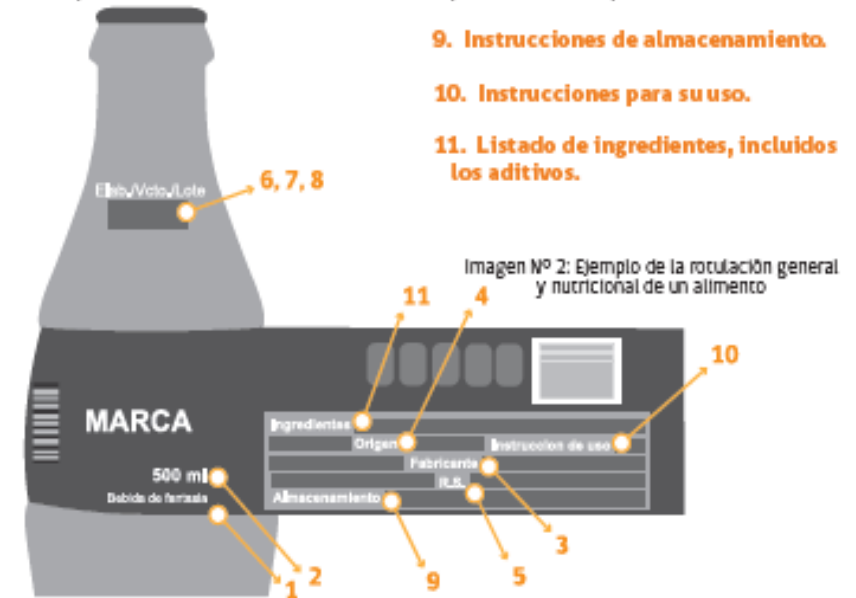 9. Instrucciones de almacenamiento.
10. Instrucciones para su uso.
11. Listado de ingredientes, incluidos
los aditivos.
Elab./Vcto./Lote
6, 7, 8
Imagen Nº 2: Ejemplo de la rotulación general
y nutricional de un alimento
11
4
10
MARCA
500 ml
Bebida de fantasía
Ingredientes
Origen
Instruccion de uso
Fabricante
R.S.
Almacenamiento
1
2
9
5
3